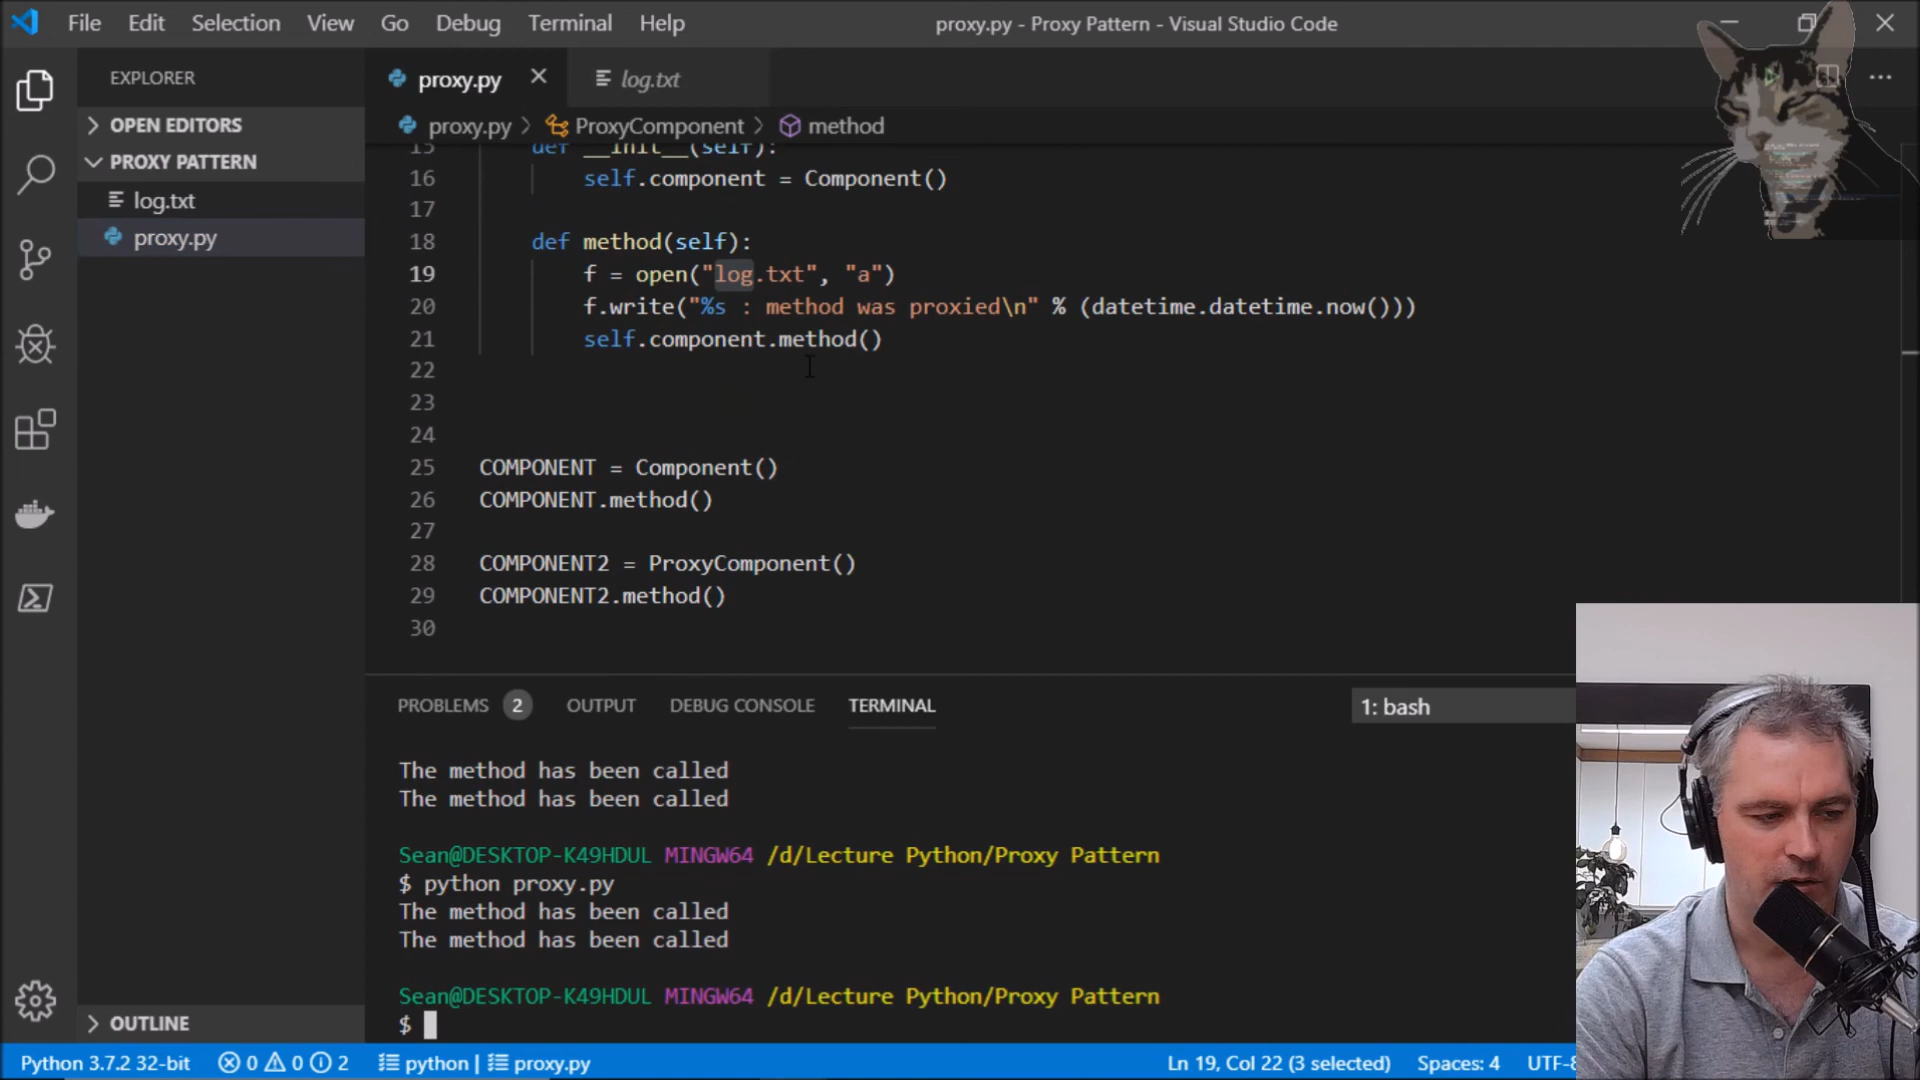 File Edit Selection View Go Debug Terminal Help
proxy.py - Proxy Pattern - Visual Studio Code
EXPLORER
OPEN EDITORS
PROXY PATTERN
log.txt
proxy.py
OUTLINE
proxy.py
log.txt
proxy.py > ProxyComponent > method
15 def __init__(self):
16 self.component = Component()
17
18 def method(self):
19 f = open("log.txt", "a")
20 f.write("%s : method was proxied\n" % (datetime.datetime.now()))
21 self.component.method()
22
23
24
25 COMPONENT = Component()
26 COMPONENT.method()
27
28 COMPONENT2 = ProxyComponent()
29 COMPONENT2.method()
30
PROBLEMS 2 OUTPUT DEBUG CONSOLE TERMINAL
1: bash
The method has been called
The method has been called
Sean@DESKTOP-K49HDUL MINGW64 /d/Lecture Python/Proxy Pattern
$ python proxy.py
The method has been called
The method has been called
Sean@DESKTOP-K49HDUL MINGW64 /d/Lecture Python/Proxy Pattern
$
Python 3.7.2 32-bit 0 0 2 python | proxy.py Ln 19, Col 22 (3 selected) Spaces: 4 UTF-8